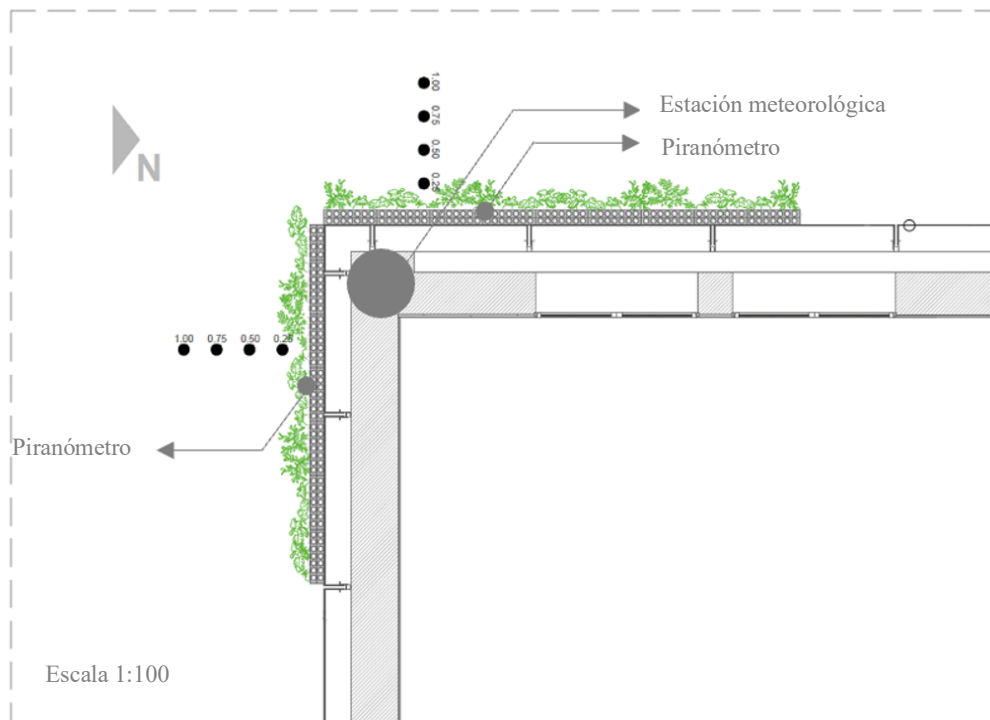 1.00
0.75
0.50
0.25
Estación meteorológica
Piranómetro
N
1.00 0.75 0.50 0.25
Piranómetro
Escala 1:100